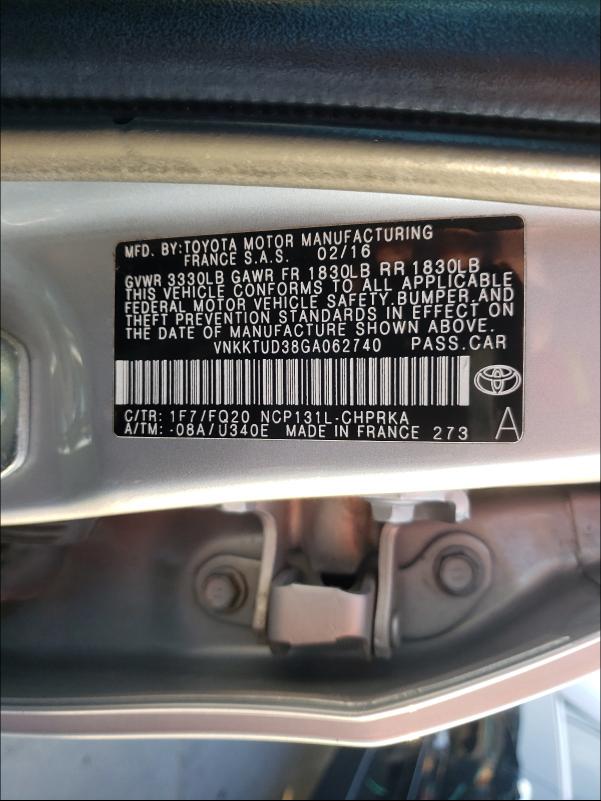 MFD. BY: TOYOTA MOTOR MANUFACTURING
FRANCE S.A.S. 02/16
GVWR 3330LB GAWR FR 1830LB RR 1830LB
THIS VEHICLE CONFORMS TO ALL APPLICABLE
FEDERAL MOTOR VEHICLE SAFETY, BUMPER, AND
THEFT PREVENTION STANDARDS IN EFFECT ON
THE DATE OF MANUFACTURE SHOWN ABOVE.
VNKKTUD38GA062740 PASS.CAR
C/TR: 1F7/FQ20 NCP131L-CHPRKA
A/TM: -08A/U340E MADE IN FRANCE 273 A